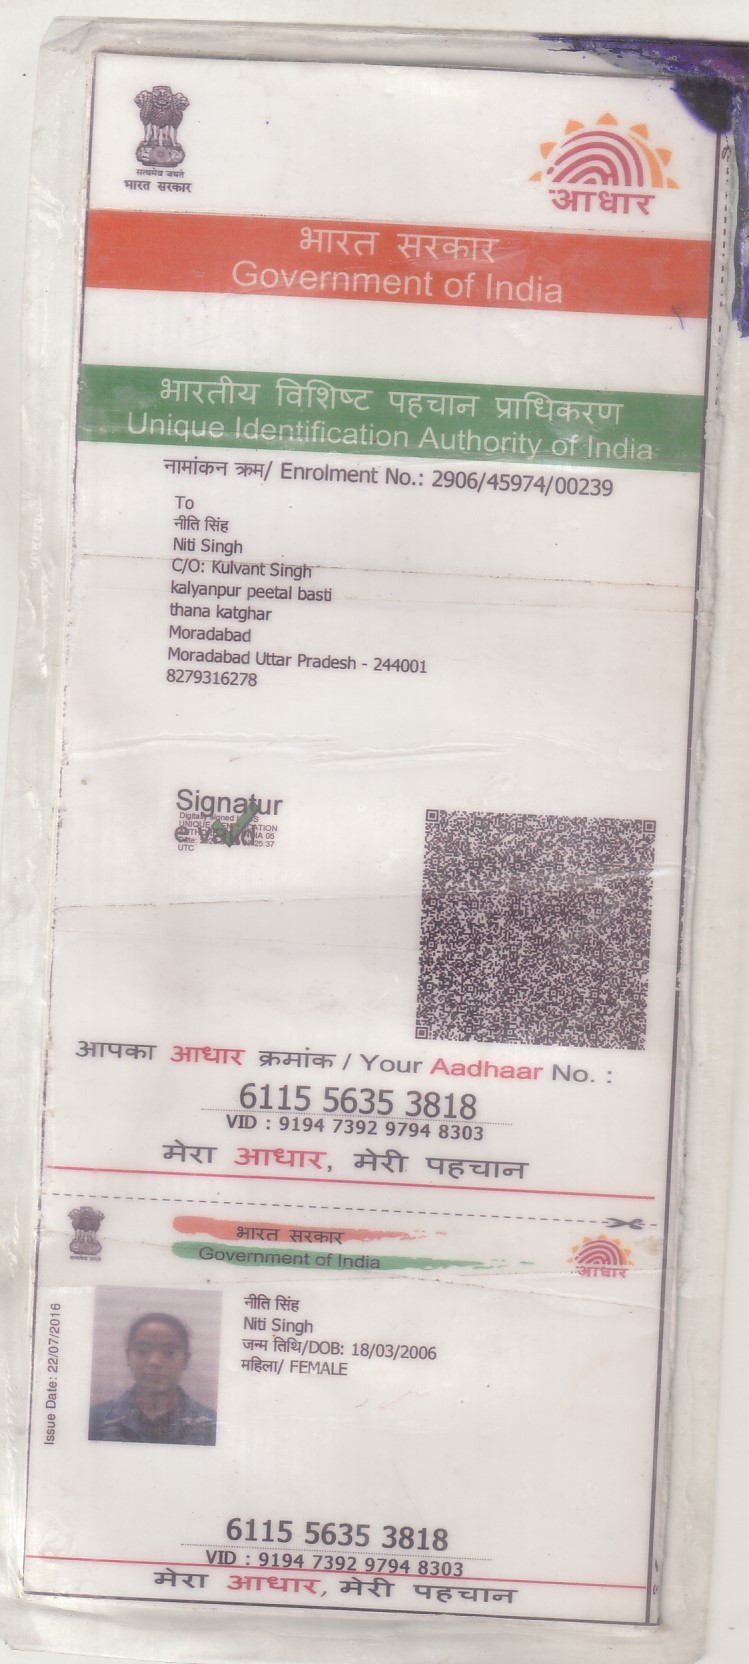 सत्यमेव जयते
भारत सरकार
आधार
भारत सरकार
Government of India
भारतीय विशिष्ट पहचान प्राधिकरण
Unique Identification Authority of India
नामांकन क्रम/ Enrolment No.: 2906/45974/00239
To
नीति सिंह
Niti Singh
C/O: Kulvant Singh
kalyanpur peetal basti
thana katghar
Moradabad
Moradabad Uttar Pradesh - 244001
8279316278
Signatur
e valid
UTC
आपका आधार क्रमांक / Your Aadhaar No. :
6115 5635 3818
VID : 9194 7392 9794 8303
मेरा आधार, मेरी पहचान
भारत सरकार
Government of India
आधार
Issue Date: 22/07/2016
नीति सिंह
Niti Singh
जन्म तिथि/DOB: 18/03/2006
महिला/ FEMALE
6115 5635 3818
VID : 9194 7392 9794 8303
मेरा आधार, मेरी पहचान